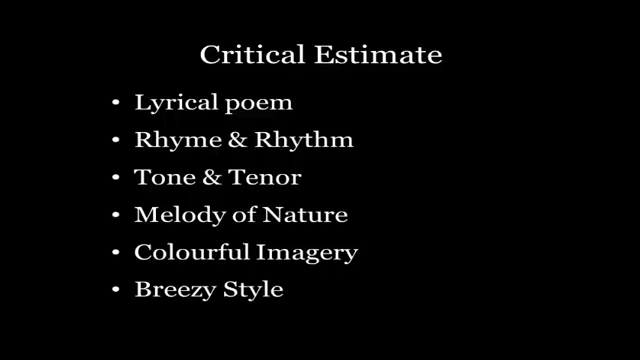 Critical Estimate
• Lyrical poem
• Rhyme & Rhythm
• Tone & Tenor
• Melody of Nature
• Colourful Imagery
• Breezy Style